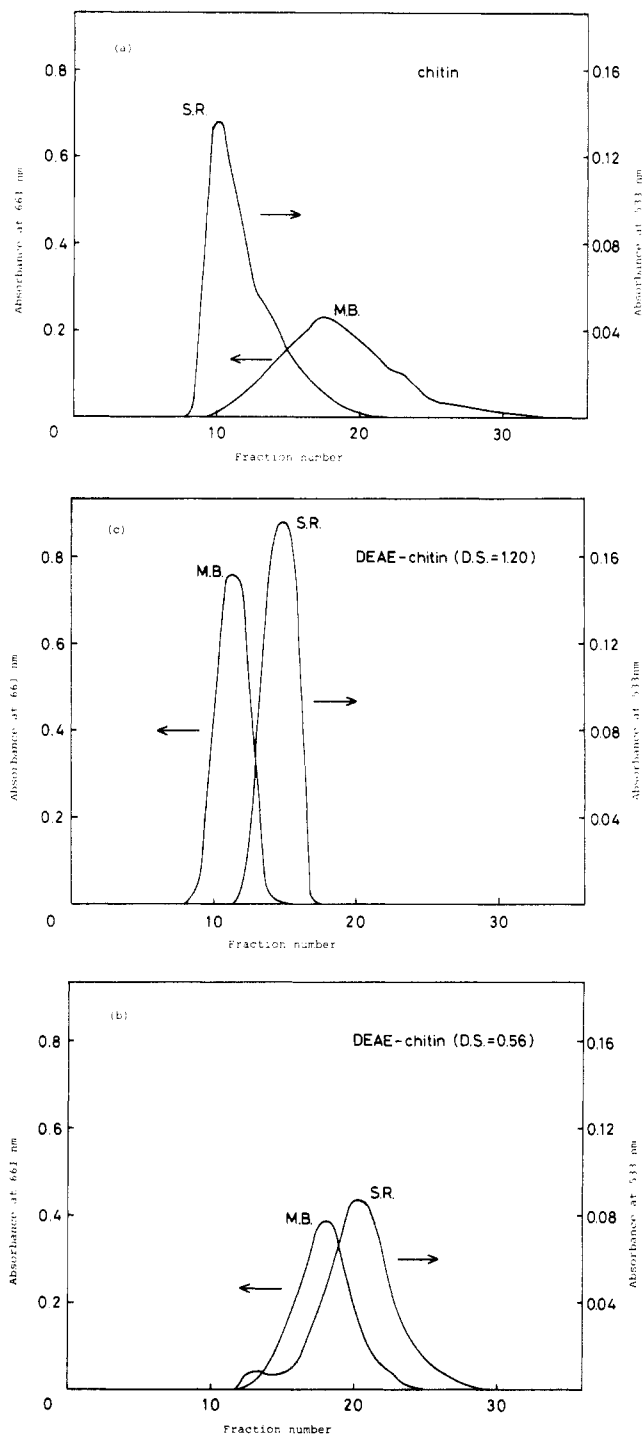 (a)
chitin
S.R.
M.B.
0.8
0.6
0.4
0.2
0
0.16
0.12
0.08
0.04
10
20
30
Absorbance at 661 nm
Absorbance at 533 nm
Fraction number
(c)
DEAE-chitin (D.S.=1.20)
M.B.
S.R.
0.8
0.6
0.4
0.2
0
0.16
0.12
0.08
0.04
10
20
30
Absorbance at 661 nm
Absorbance at 533nm
Fraction number
(b)
DEAE-chitin (D.S.=0.56)
M.B.
S.R.
0.8
0.6
0.4
0.2
0
0.16
0.12
0.08
0.04
10
20
30
Absorbance at 661 nm
Absorbance at 533 nm
Fraction number